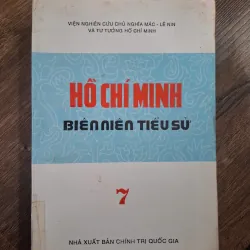 VIỆN NGHIÊN CỨU CHỦ NGHĨA MÁC - LÊ NIN
VÀ TƯ TƯỞNG HỒ CHÍ MINH
HỒ CHÍ MINH
BIÊN NIÊN TIỂU SỬ
7
NHÀ XUẤT BẢN CHÍNH TRỊ QUỐC GIA